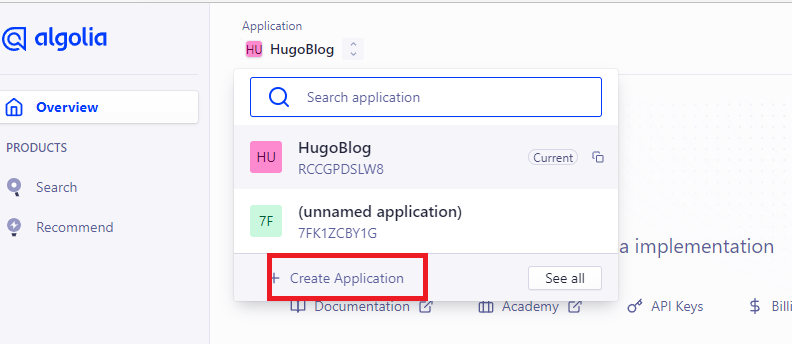 algolia
Application
HU HugoBlog
Search application
Overview
HU HugoBlog Current
RCCGPDSLW8
PRODUCTS
Search
7F (unnamed application)
7FK1ZCBY1G
Recommend
a implementation
+ Create Application See all
Documentation Academy API Keys $ Billi